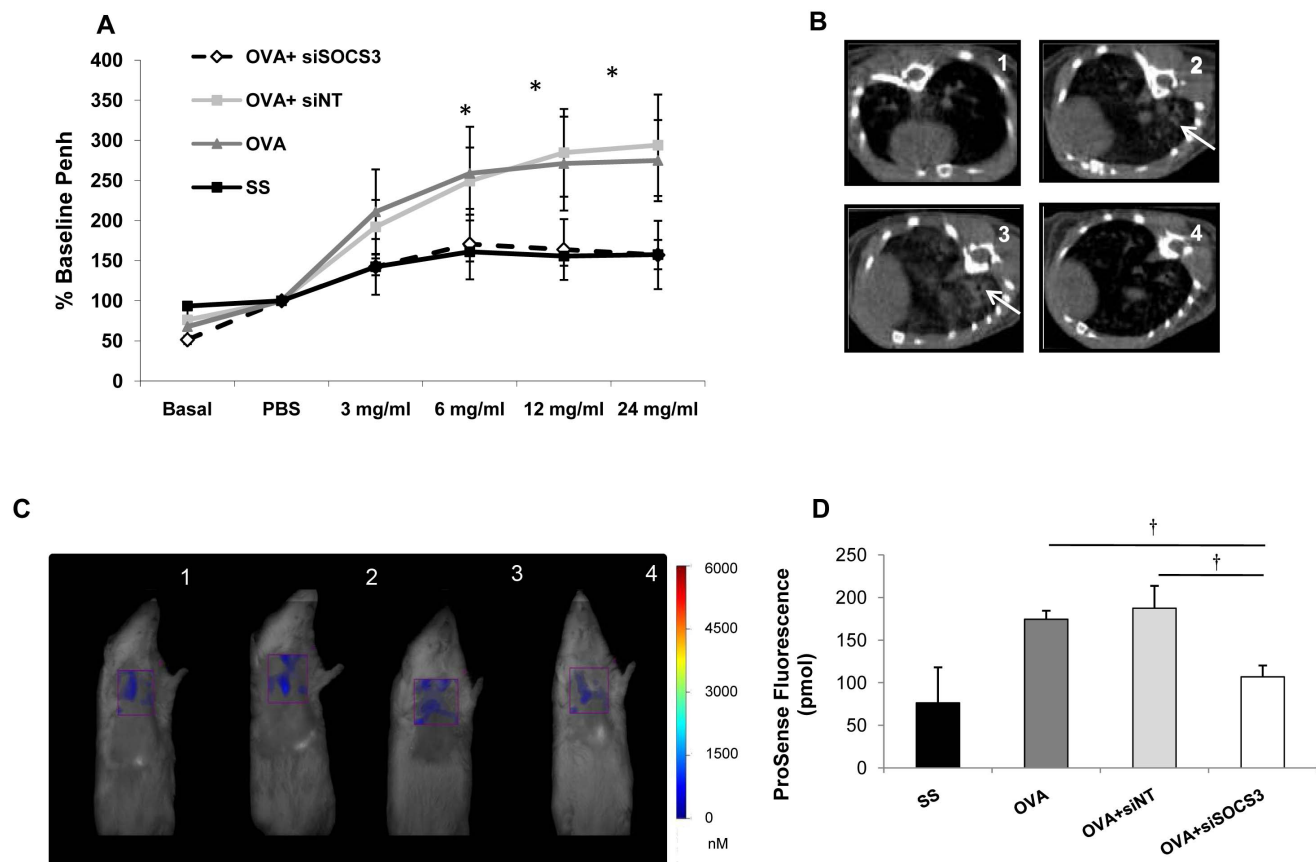 A
OVA+ siSOCS3
OVA+ siNT
OVA
SS
400
350
300
250
200
150
100
50
0
% Baseline Penh
* * *
Basal PBS 3 mg/ml 6 mg/ml 12 mg/ml 24 mg/ml
B
1 2
3 4
C
1 2 3 4
6000
4500
3000
1500
0
nM
D
†
†
250
200
150
100
50
0
ProSense Fluorescence
(pmol)
SS OVA OVA+siNT OVA+siSOCS3